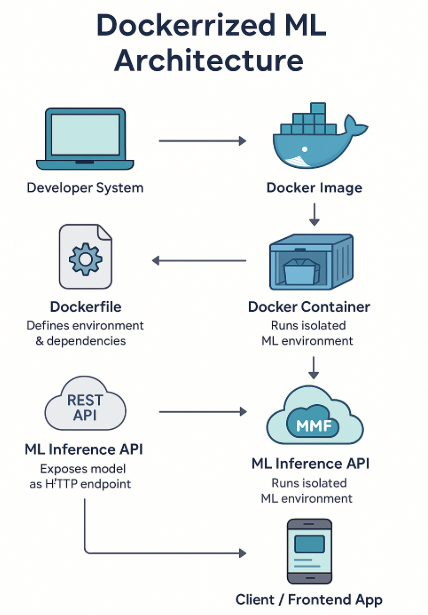 Dockerrized ML
Architecture
Developer System
Docker Image
Dockerfile
Defines environment
& dependencies
Docker Container
Runs isolated
ML environment
REST
API
ML Inference API
Exposes model
as HTTP endpoint
MMF
ML Inference API
Runs isolated
ML environment
Client / Frontend App